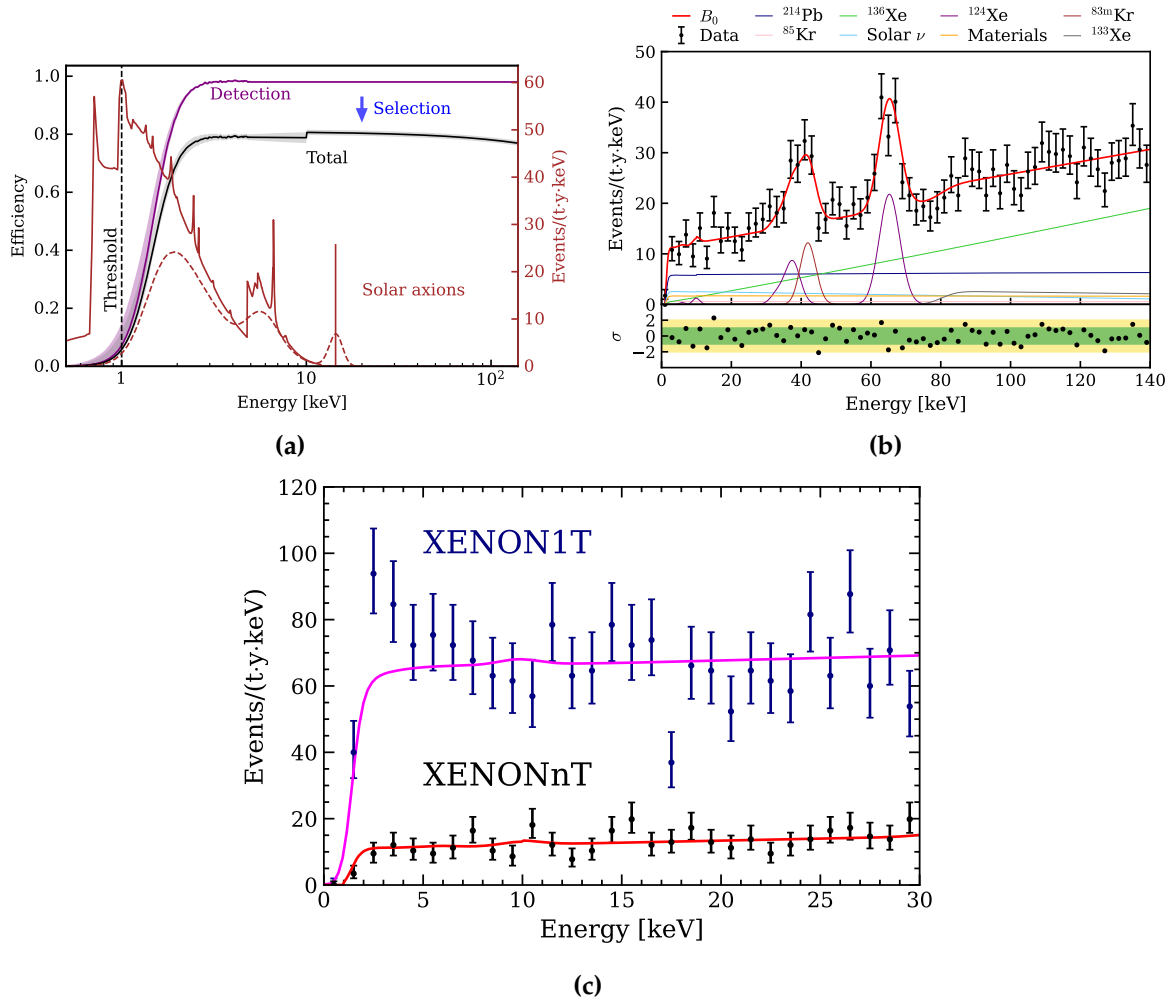 B₀
Data
²¹⁴Pb
⁸⁵Kr
¹³⁶Xe
Solar ν
¹²⁴Xe
Materials
⁸³ᵐKr
¹³³Xe
Efficiency
1.0
0.8
0.6
0.4
0.2
0.0
Threshold
Detection
Selection
Total
Solar axions
60
50
40
30
20
10
0
Events/(t·y·keV)
1
10
10²
Energy [keV]
(a)
Events/(t·y·keV)
50
40
30
20
10
0
σ
2
0
−2
0 20 40 60 80 100 120 140
Energy [keV]
(b)
Events/(t·y·keV)
120
100
80
60
40
20
0
XENON1T
XENONnT
0 5 10 15 20 25 30
Energy [keV]
(c)